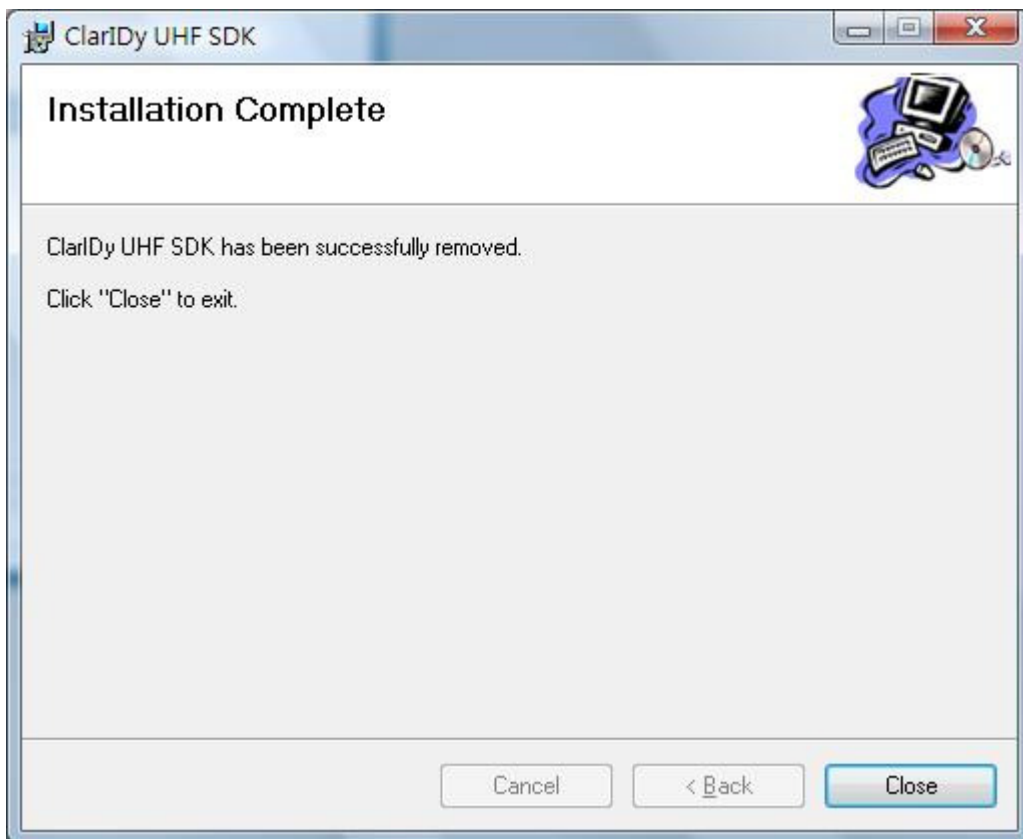 ClarIDy UHF SDK
Installation Complete
ClarIDy UHF SDK has been successfully removed.
Click "Close" to exit.
Cancel
< Back
Close